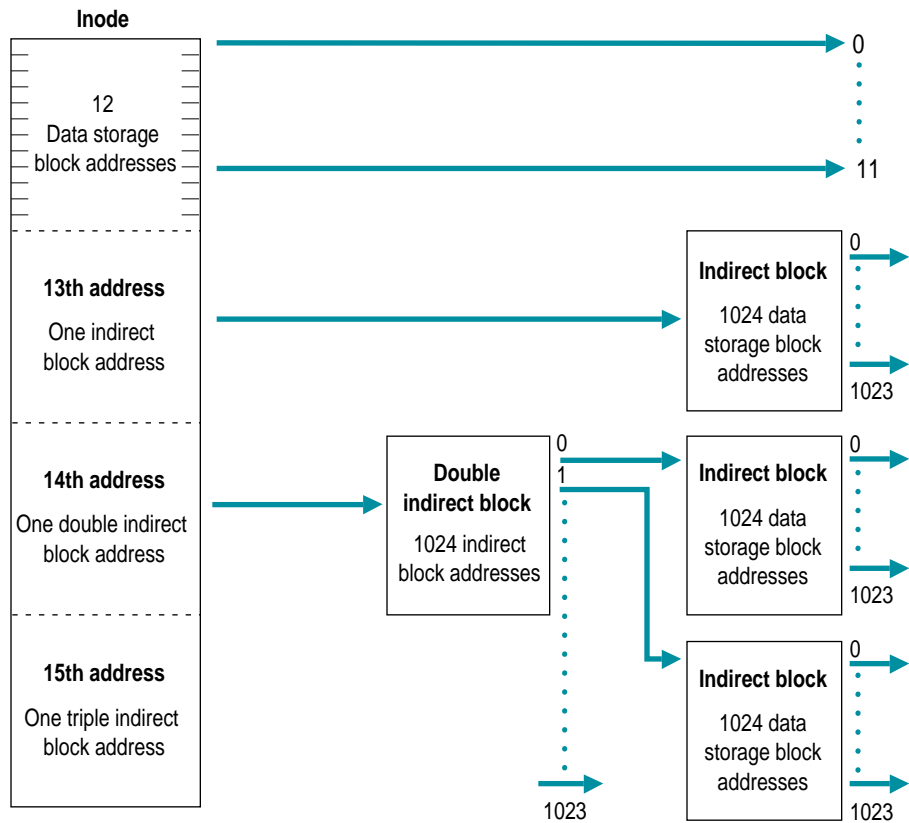 Inode
12
Data storage
block addresses
0
11
13th address
One indirect
block address
Indirect block
1024 data
storage block
addresses
0
1023
14th address
One double indirect
block address
Double
indirect block
1024 indirect
block addresses
0
1
1023
Indirect block
1024 data
storage block
addresses
0
1023
15th address
One triple indirect
block address
Indirect block
1024 data
storage block
addresses
0
1023